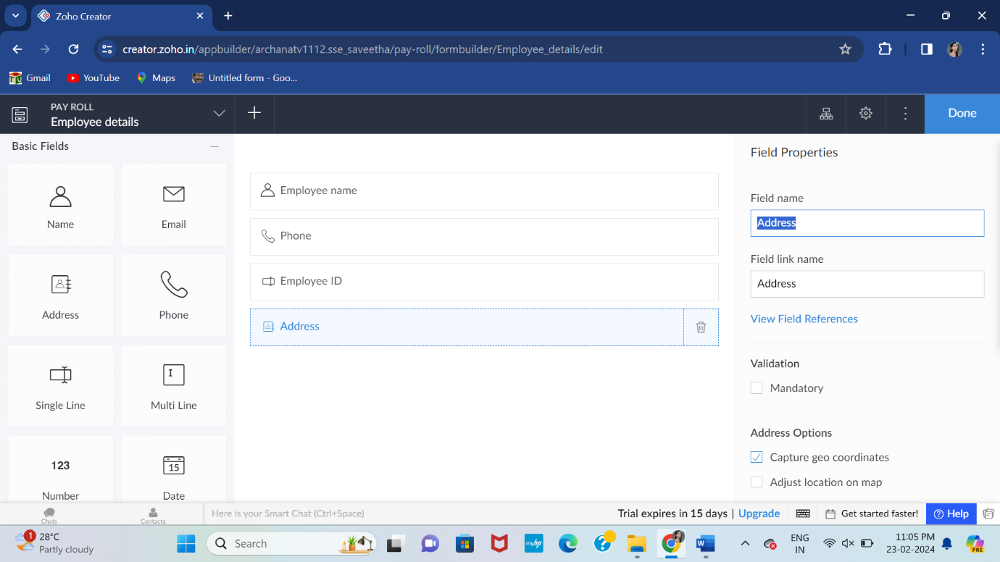 Zoho Creator
creator.zoho.in/appbuilder/archanatv1112.sse_saveetha/pay-roll/formbuilder/Employee_details/edit
Gmail
YouTube
Maps
Untitled form - Goo...
PAY ROLL
Employee details
Done
Basic Fields
Name
Email
Address
Phone
Single Line
Multi Line
123
Number
15
Date
Employee name
Phone
Employee ID
Address
Field Properties
Field name
Address
Field link name
Address
View Field References
Validation
Mandatory
Address Options
Capture geo coordinates
Adjust location on map
Chats
Contacts
Here is your Smart Chat (Ctrl+Space)
Trial expires in 15 days | Upgrade
Get started faster!
Help
1
28°C
Partly cloudy
Search
myhp
W
ENG
IN
11:05 PM
23-02-2024
PRE